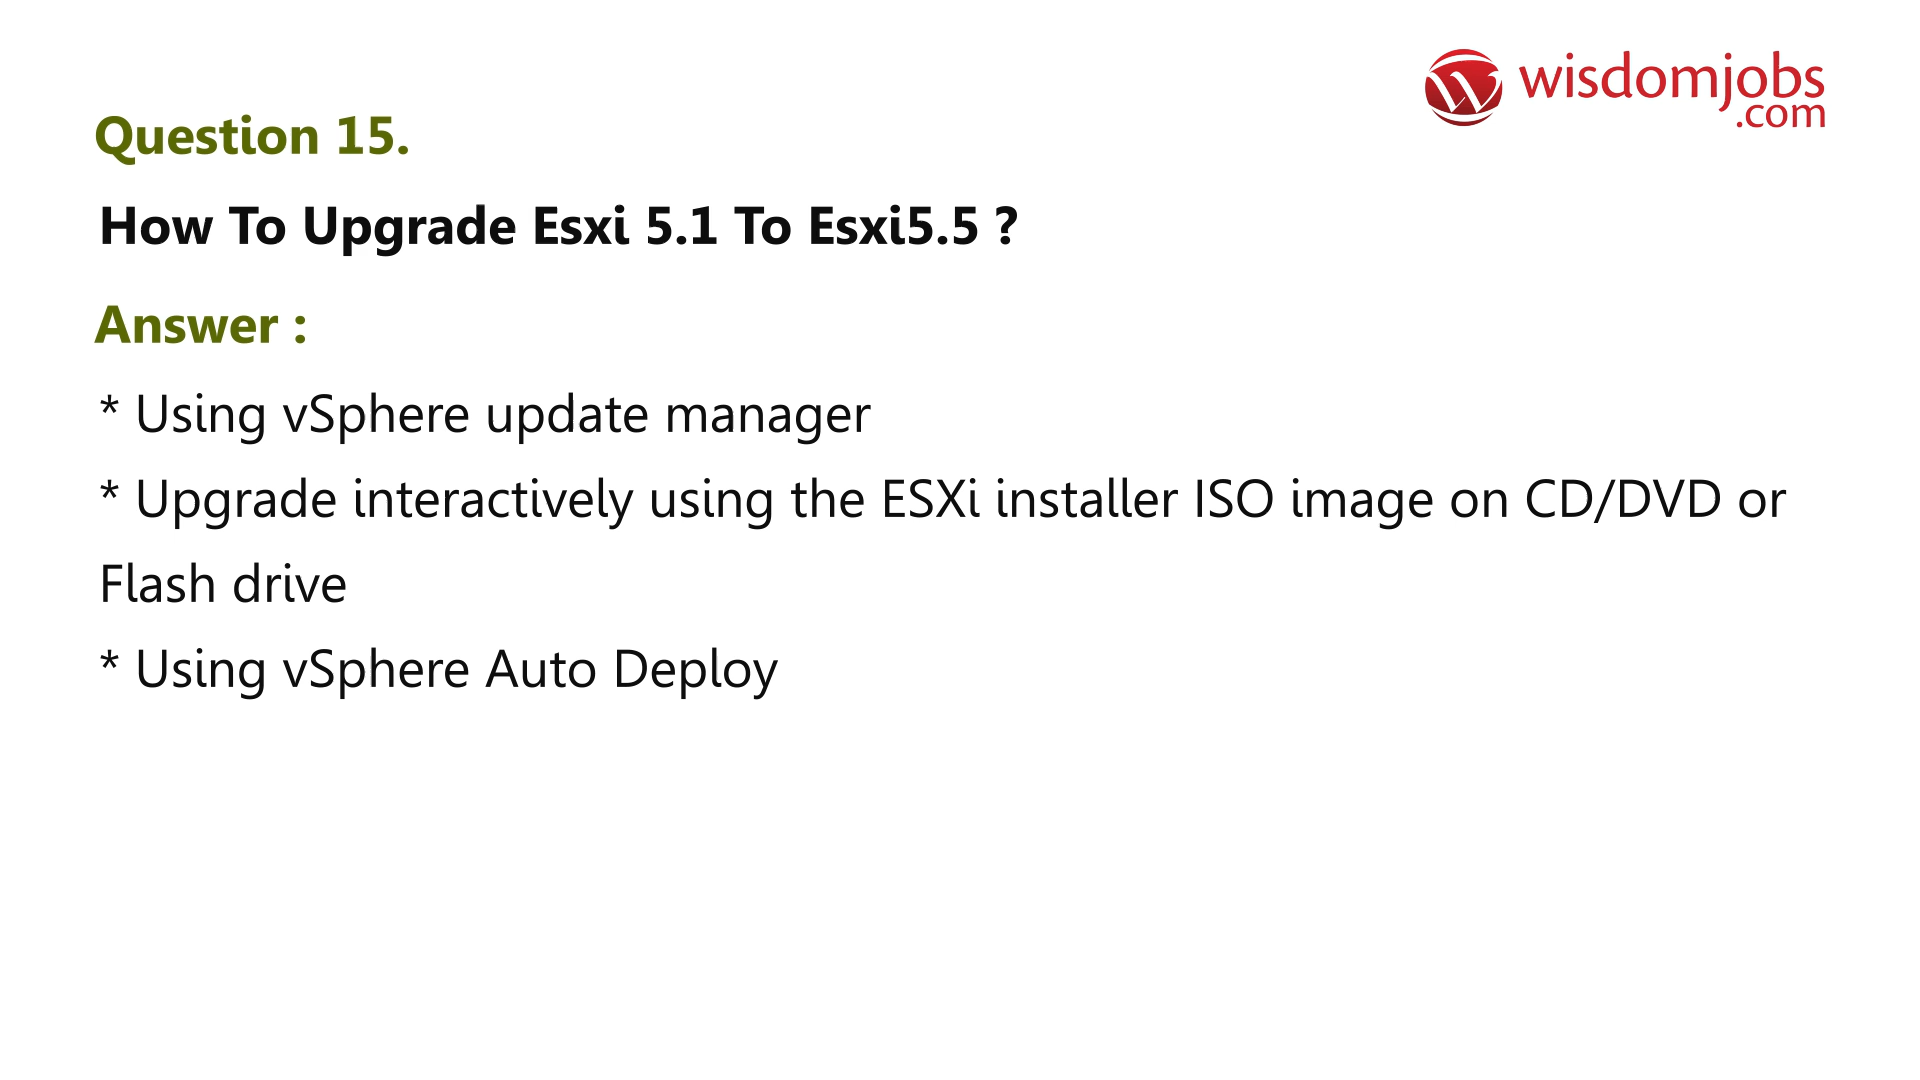 wisdomjobs
.com
Question 15.
How To Upgrade Esxi 5.1 To Esxi5.5 ?
Answer :
* Using vSphere update manager
* Upgrade interactively using the ESXi installer ISO image on CD/DVD or
Flash drive
* Using vSphere Auto Deploy